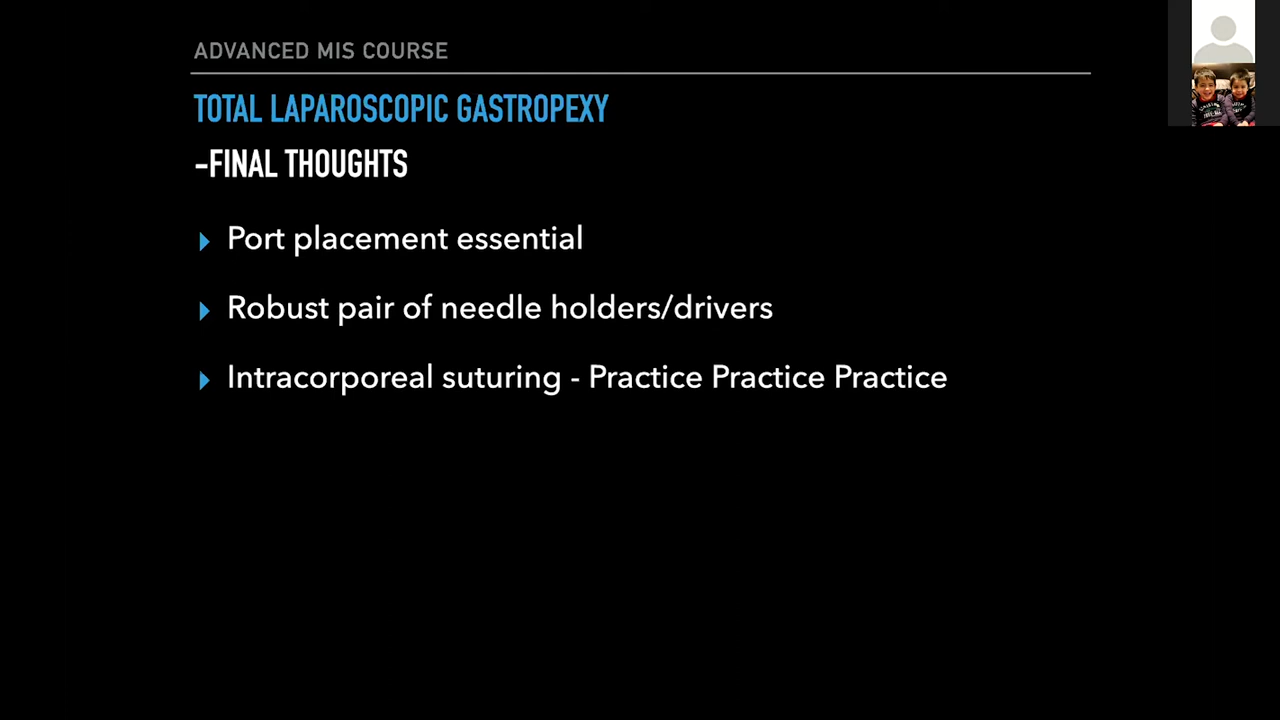 ADVANCED MIS COURSE
TOTAL LAPAROSCOPIC GASTROPEXY
-FINAL THOUGHTS
Port placement essential
Robust pair of needle holders/drivers
Intracorporeal suturing - Practice Practice Practice